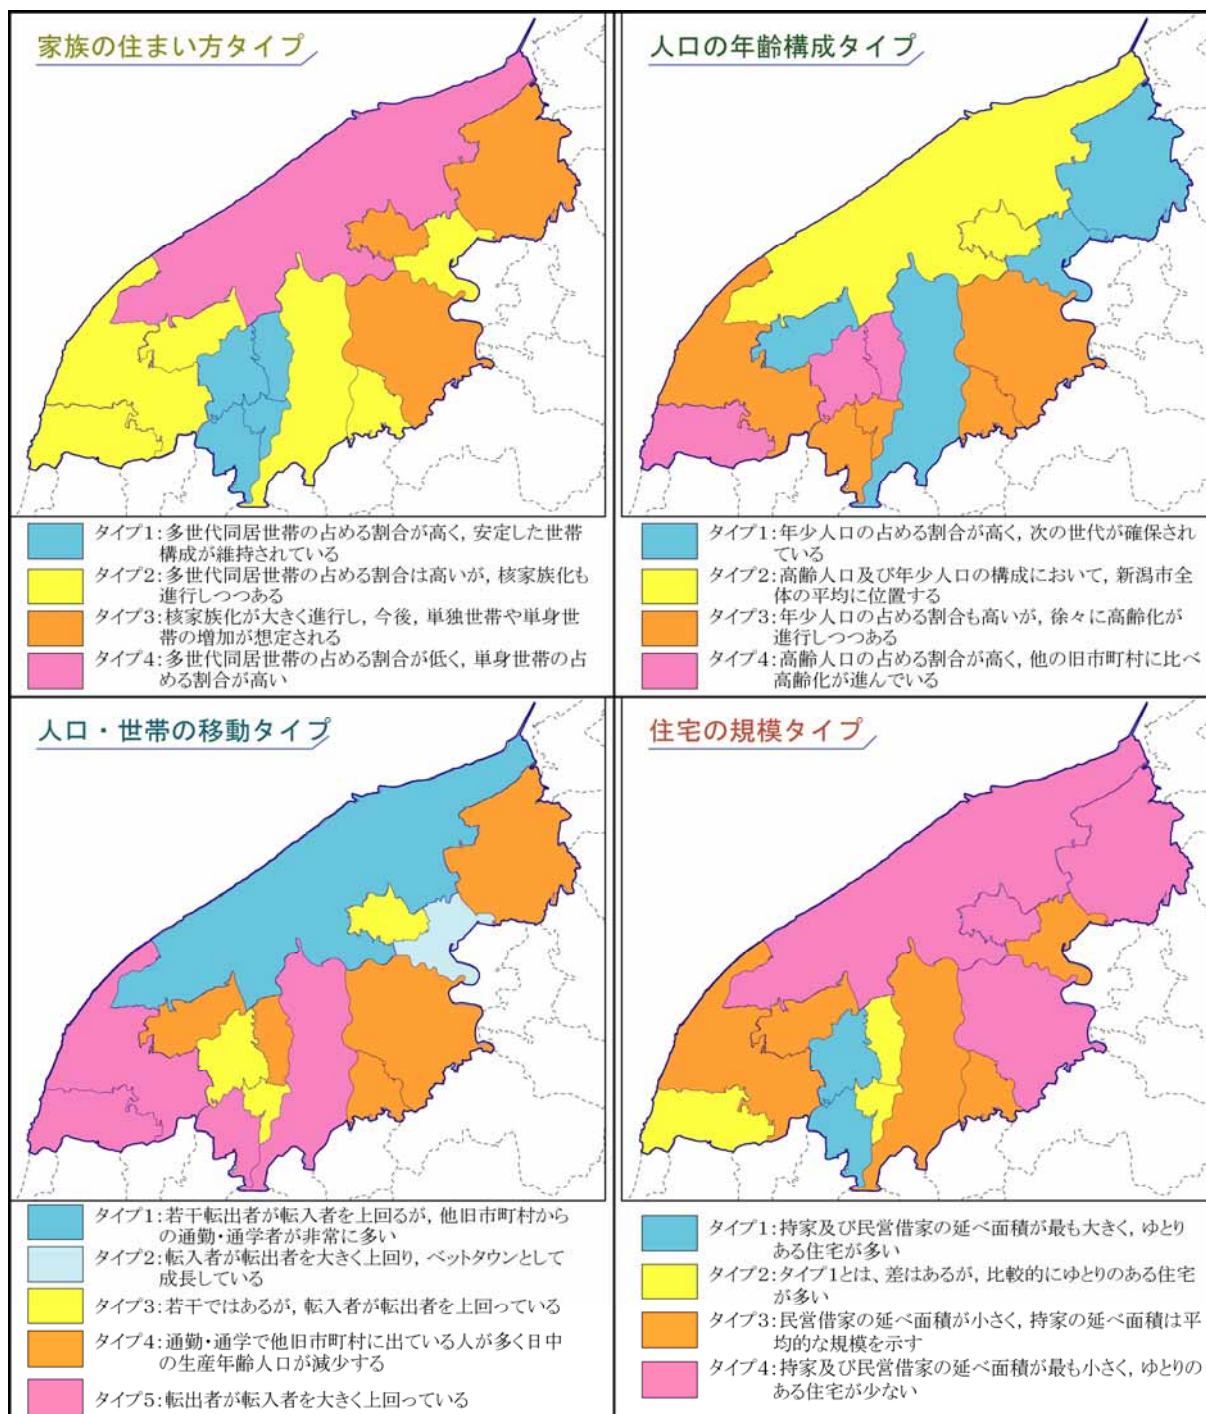 家族の住まい方タイプ
タイプ1：多世代同居世帯の占める割合が高く，安定した世帯
構成が維持されている
タイプ2：多世代同居世帯の占める割合は高いが，核家族化も
進行しつつある
タイプ3：核家族化が大きく進行し，今後，単独世帯や単身世
帯の増加が想定される
タイプ4：多世代同居世帯の占める割合が低く，単身世帯の占
める割合が高い
人口の年齢構成タイプ
タイプ1：年少人口の占める割合が高く，次の世代が確保され
ている
タイプ2：高齢人口及び年少人口の構成において，新潟市全
体の平均に位置する
タイプ3：年少人口の占める割合も高いが，徐々に高齢化が
進行しつつある
タイプ4：高齢人口の占める割合が高く，他の旧市町村に比べ
高齢化が進んでいる
人口・世帯の移動タイプ
タイプ1：若干転出者が転入者を上回るが，他旧市町村から
の通勤・通学者が非常に多い
タイプ2：転入者が転出者を大きく上回り，ベットタウンとして
成長している
タイプ3：若干ではあるが，転入者が転出者を上回っている
タイプ4：通勤・通学で他旧市町村に出ている人が多く日中
の生産年齢人口が減少する
タイプ5：転出者が転入者を大きく上回っている
住宅の規模タイプ
タイプ1：持家及び民営借家の延べ面積が最も大きく，ゆとり
ある住宅が多い
タイプ2：タイプ1とは、差はあるが，比較的にゆとりのある住宅
が多い
タイプ3：民営借家の延べ面積が小さく，持家の延べ面積は平
均的な規模を示す
タイプ4：持家及び民営借家の延べ面積が最も小さく，ゆとりの
ある住宅が少ない